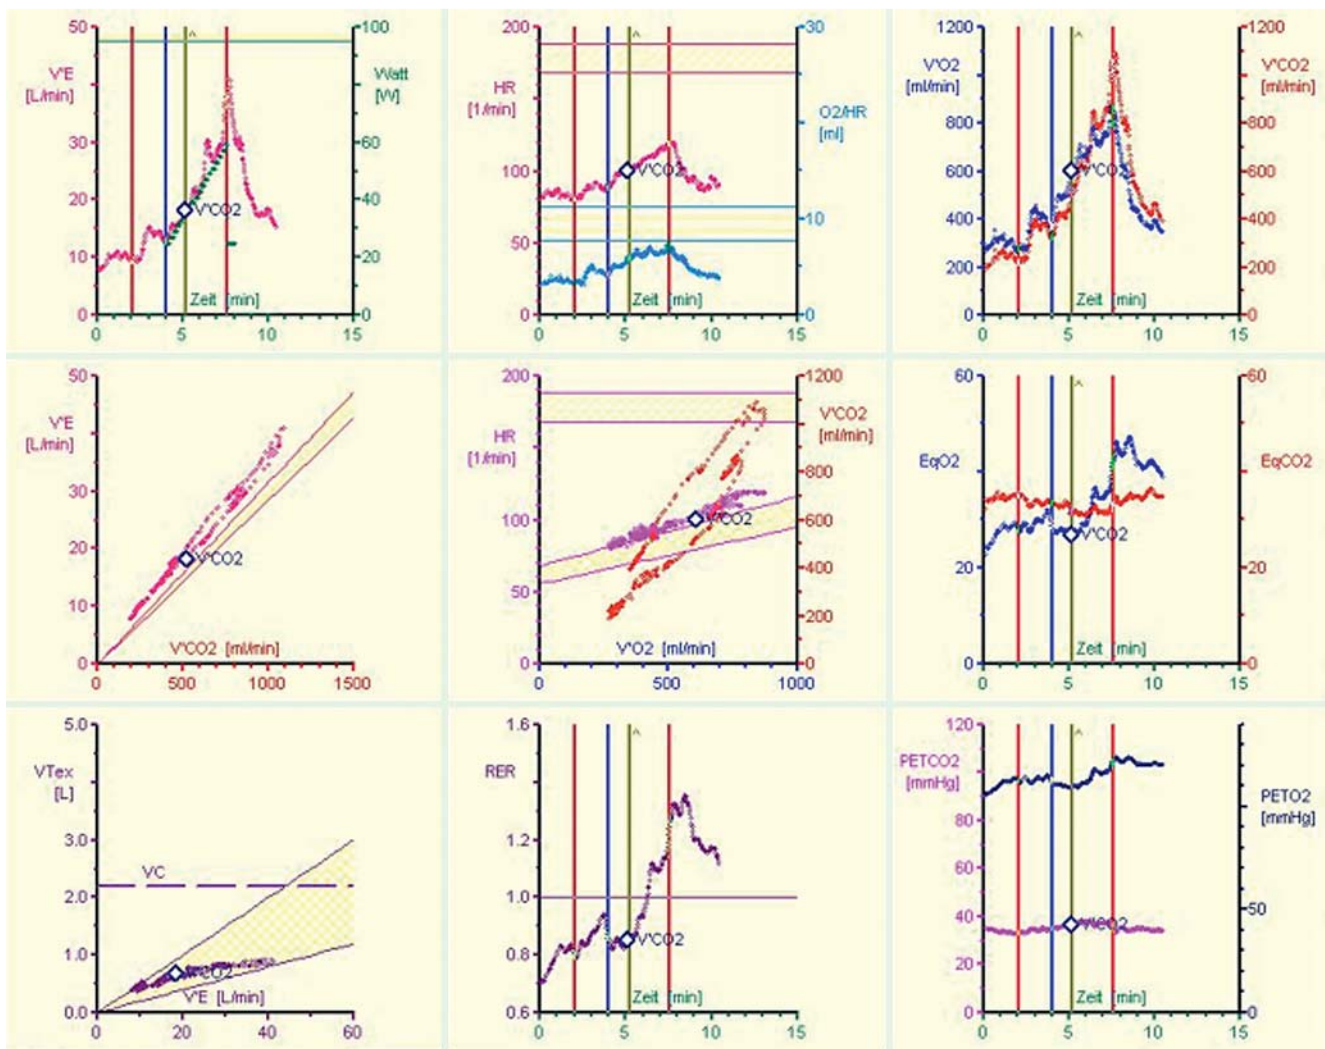 50 100 200 30 1200 1200
^ ^ ^
V'E
[L/min]
Watt
[W]
HR
[1/min]
O2/HR
[ml]
V'O2
[ml/min]
V'CO2
[ml/min]
1000 1000
30 60 800 800
100 V'CO2 600 V'CO2 600
20 V'CO2 40 10
400 400
10 20 50
200 200
Zeit [min] Zeit [min] Zeit [min]
0 0 0 0 0 0
0 5 10 15 0 5 10 15 0 5 10 15
50 200 1200 60 60
V'E
[L/min]
HR
[1/min]
V'CO2
[ml/min]
EqO2 EqCO2
30 800
100 V'CO2 600
20 V'CO2 400 V'CO2
20 20
10 50 200
V'CO2 [ml/min] V'O2 [ml/min] Zeit [min]
0 0 0 0 0
0 500 1000 1500 0 500 1000 0 5 10 15
5.0 1.6 120
^ ^
VTex
[L]
RER PETCO2
[mmHg]
PETO2
[mmHg]
3.0 1.2 80
VC 60
2.0 1.0 50
40 V'CO2
1.0 CO2 0.8 V'CO2
20
V'E [L/min] Zeit [min] Zeit [min]
0.0 0.6 0 0
0 20 40 60 0 5 10 15 0 5 10 15